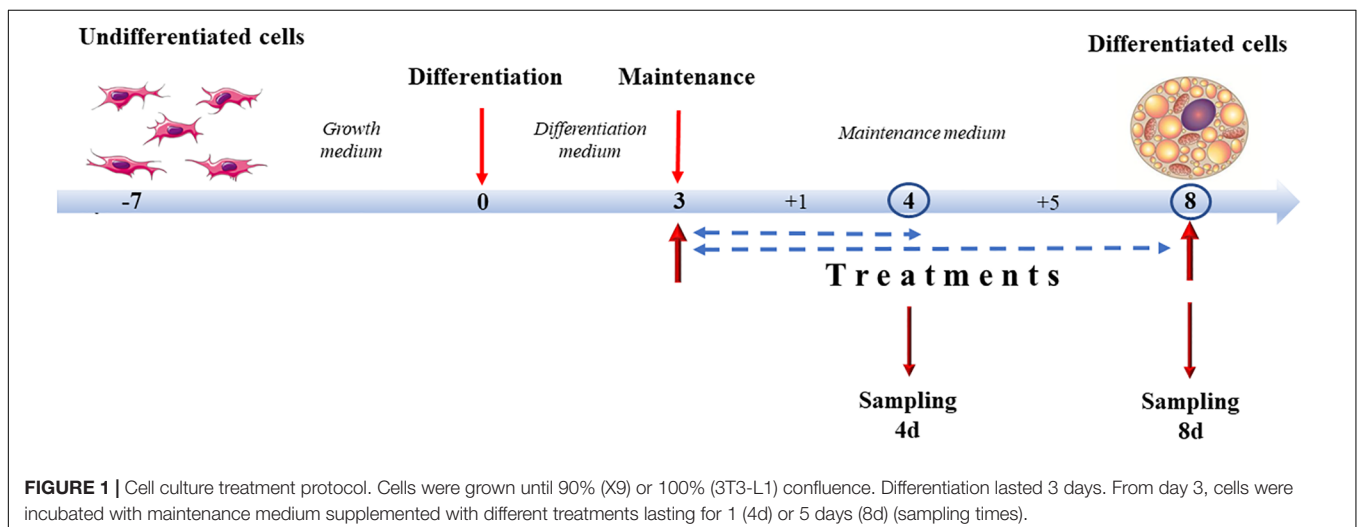 Undifferentiated cells
Differentiated cells
Differentiation
Maintenance
Growth
medium
Differentiation
medium
Maintenance medium
-7 0 3 +1 4 +5 8
Treatments
Sampling
4d
Sampling
8d
FIGURE 1 | Cell culture treatment protocol. Cells were grown until 90% (X9) or 100% (3T3-L1) confluence. Differentiation lasted 3 days. From day 3, cells were
incubated with maintenance medium supplemented with different treatments lasting for 1 (4d) or 5 days (8d) (sampling times).